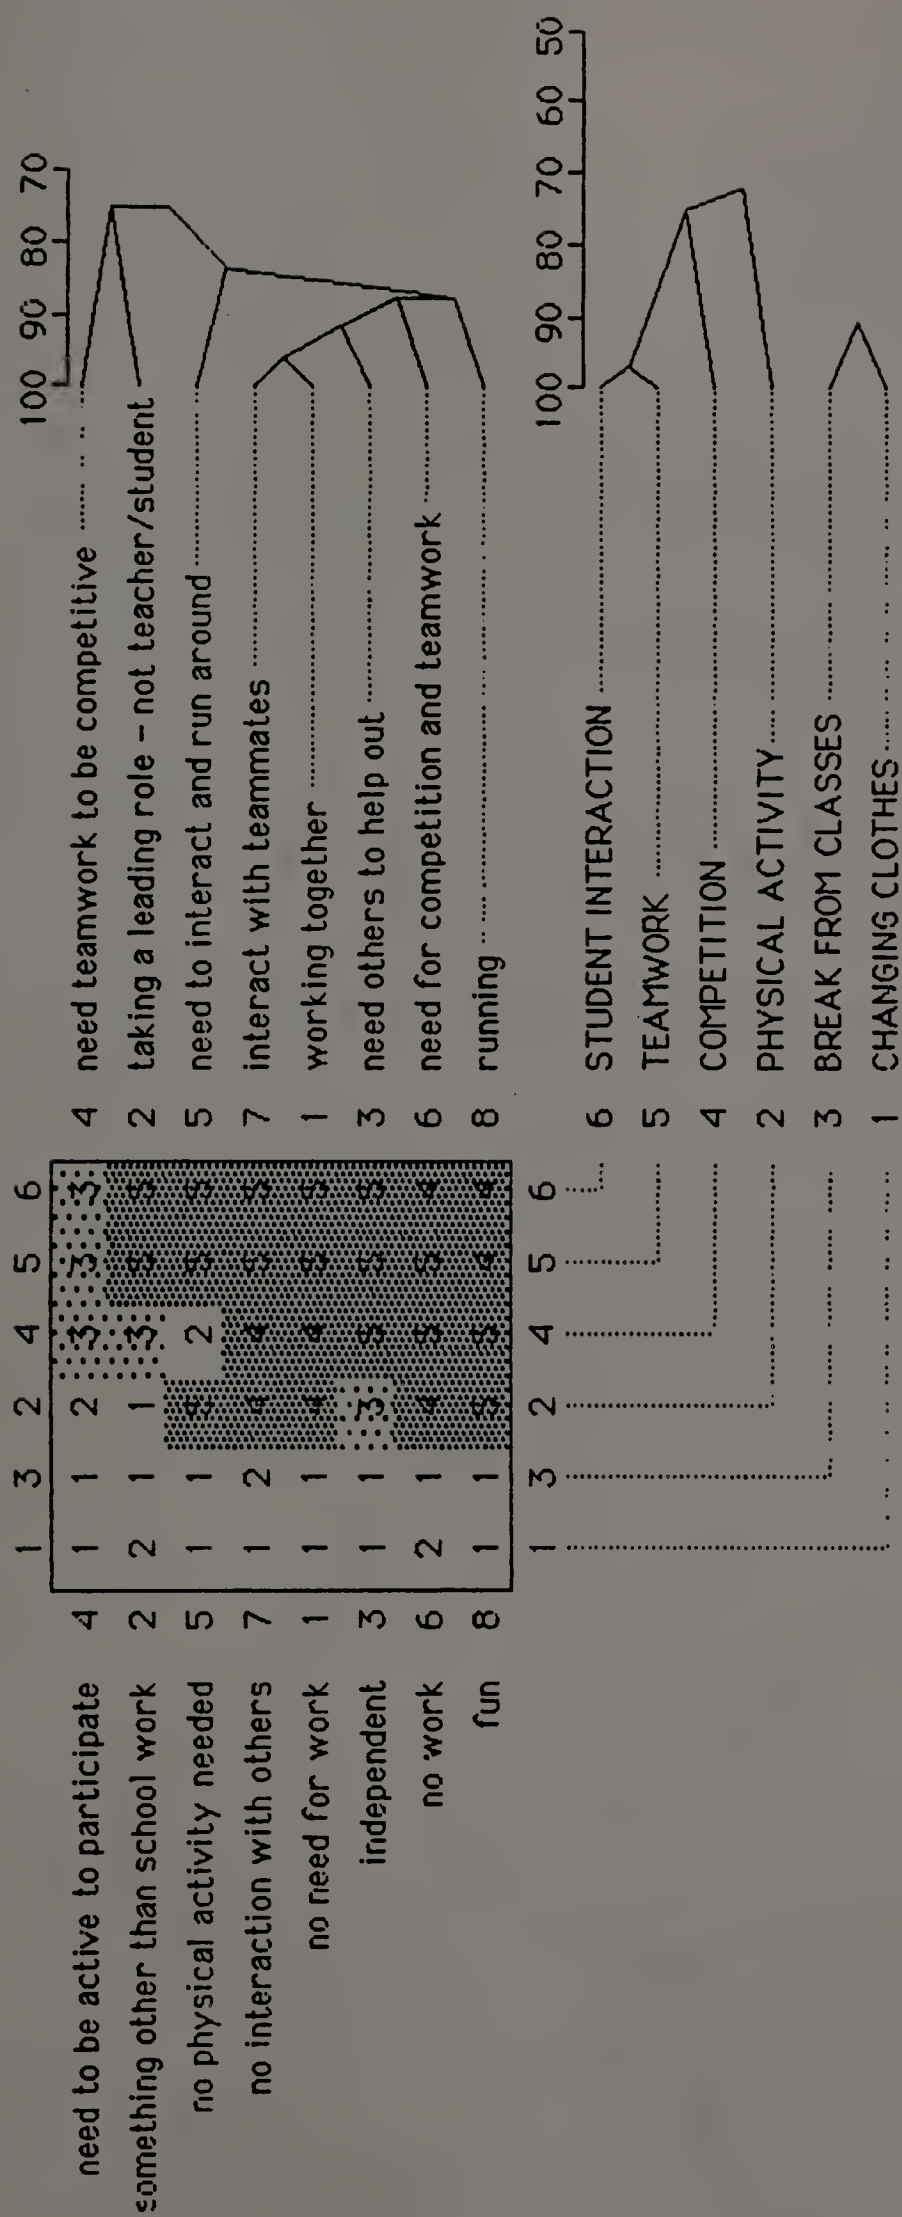 1 3 2 4 5 6 100 90 80 70
need to be active to participate 4 1 1 2 3 3 3 4 need teamwork to be competitive
something other than school work 2 2 1 1 3 5 5 2 taking a leading role - not teacher/student
no physical activity needed 5 1 1 4 2 5 5 5 need to interact and run around
no interaction with others 7 1 2 4 4 5 5 7 interact with teammates
no need for work 1 1 1 4 4 5 5 1 working together
independent 3 1 1 3 5 5 5 3 need others to help out
no work 6 2 1 4 5 5 4 6 need for competition and teamwork
fun 8 1 1 5 5 4 4 8 running
1 3 2 4 5 6 100 90 80 70 60 50
6 STUDENT INTERACTION
5 TEAMWORK
4 COMPETITION
2 PHYSICAL ACTIVITY
3 BREAK FROM CLASSES
1 CHANGING CLOTHES